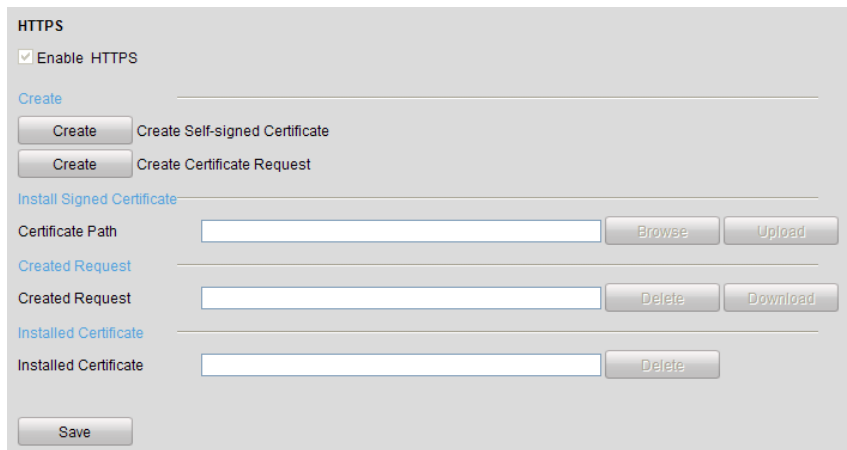 HTTPS
Enable HTTPS
Create
Create Create Self-signed Certificate
Create Create Certificate Request
Install Signed Certificate
Certificate Path Browse Upload
Created Request
Created Request Delete Download
Installed Certificate
Installed Certificate Delete
Save